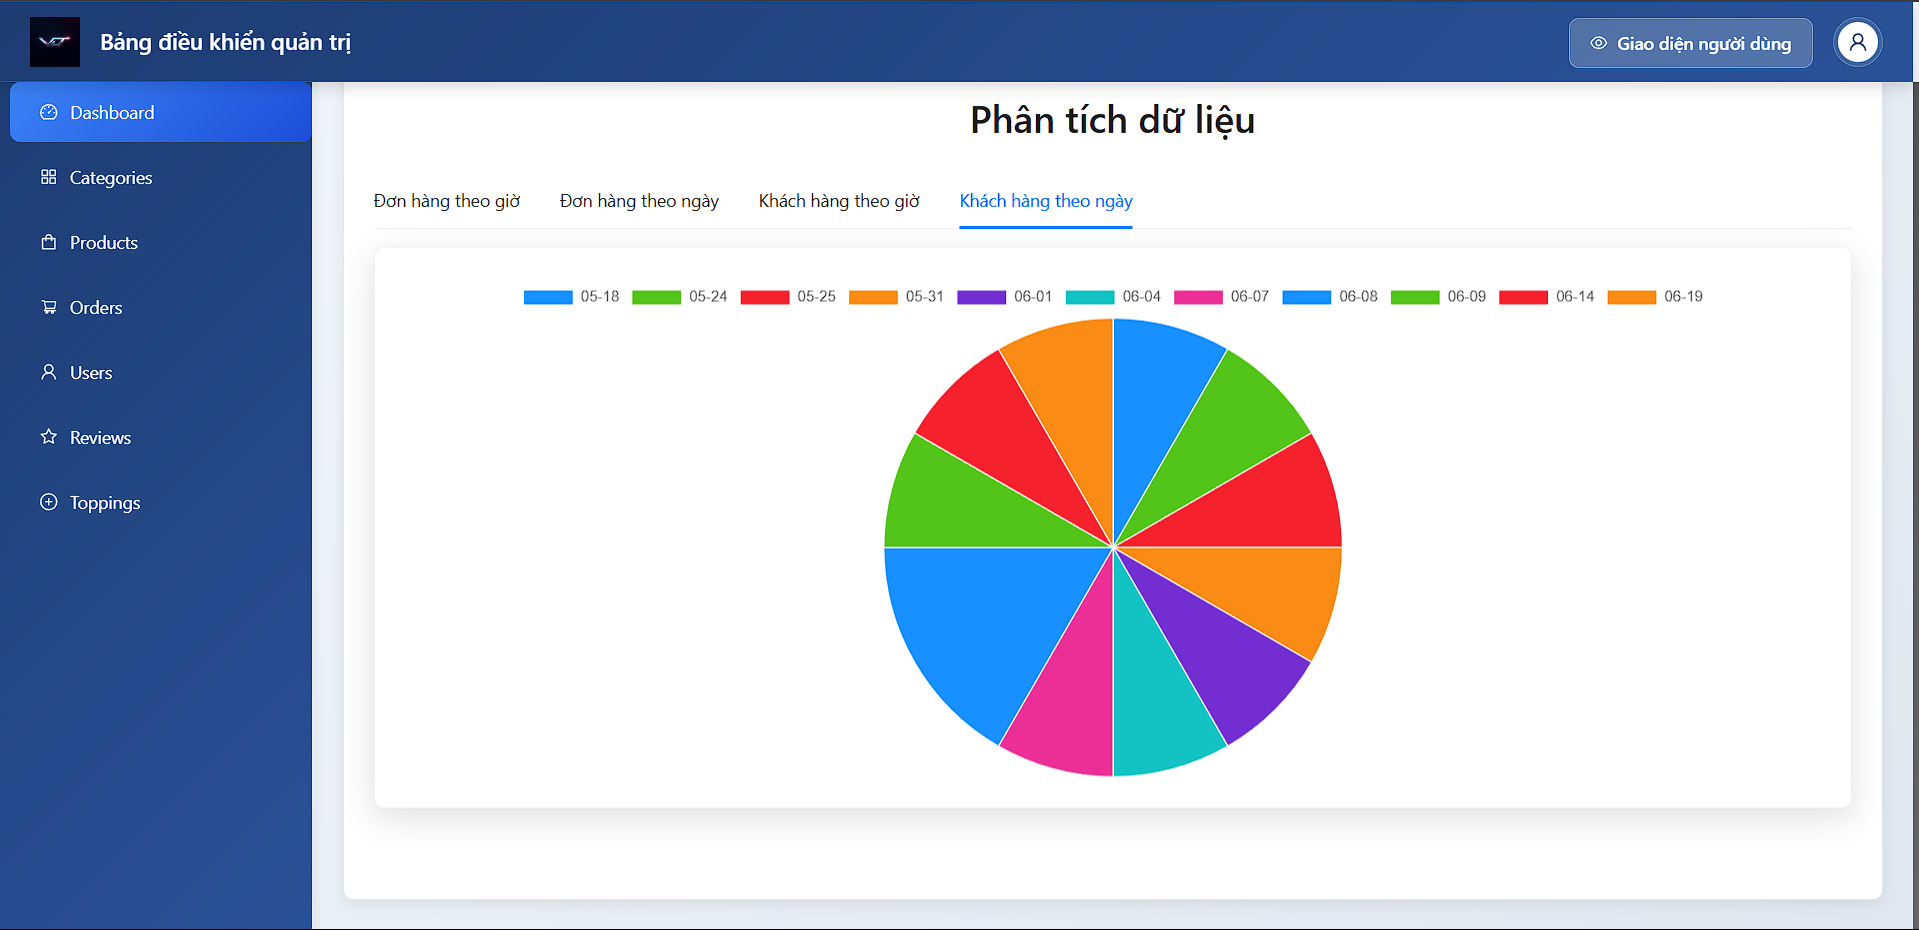 Bảng điều khiển quản trị
Giao diện người dùng
Dashboard
Categories
Products
Orders
Users
Reviews
Toppings
Phân tích dữ liệu
Đơn hàng theo giờ Đơn hàng theo ngày Khách hàng theo giờ Khách hàng theo ngày
05-18 05-24 05-25 05-31 06-01 06-04 06-07 06-08 06-09 06-14 06-19